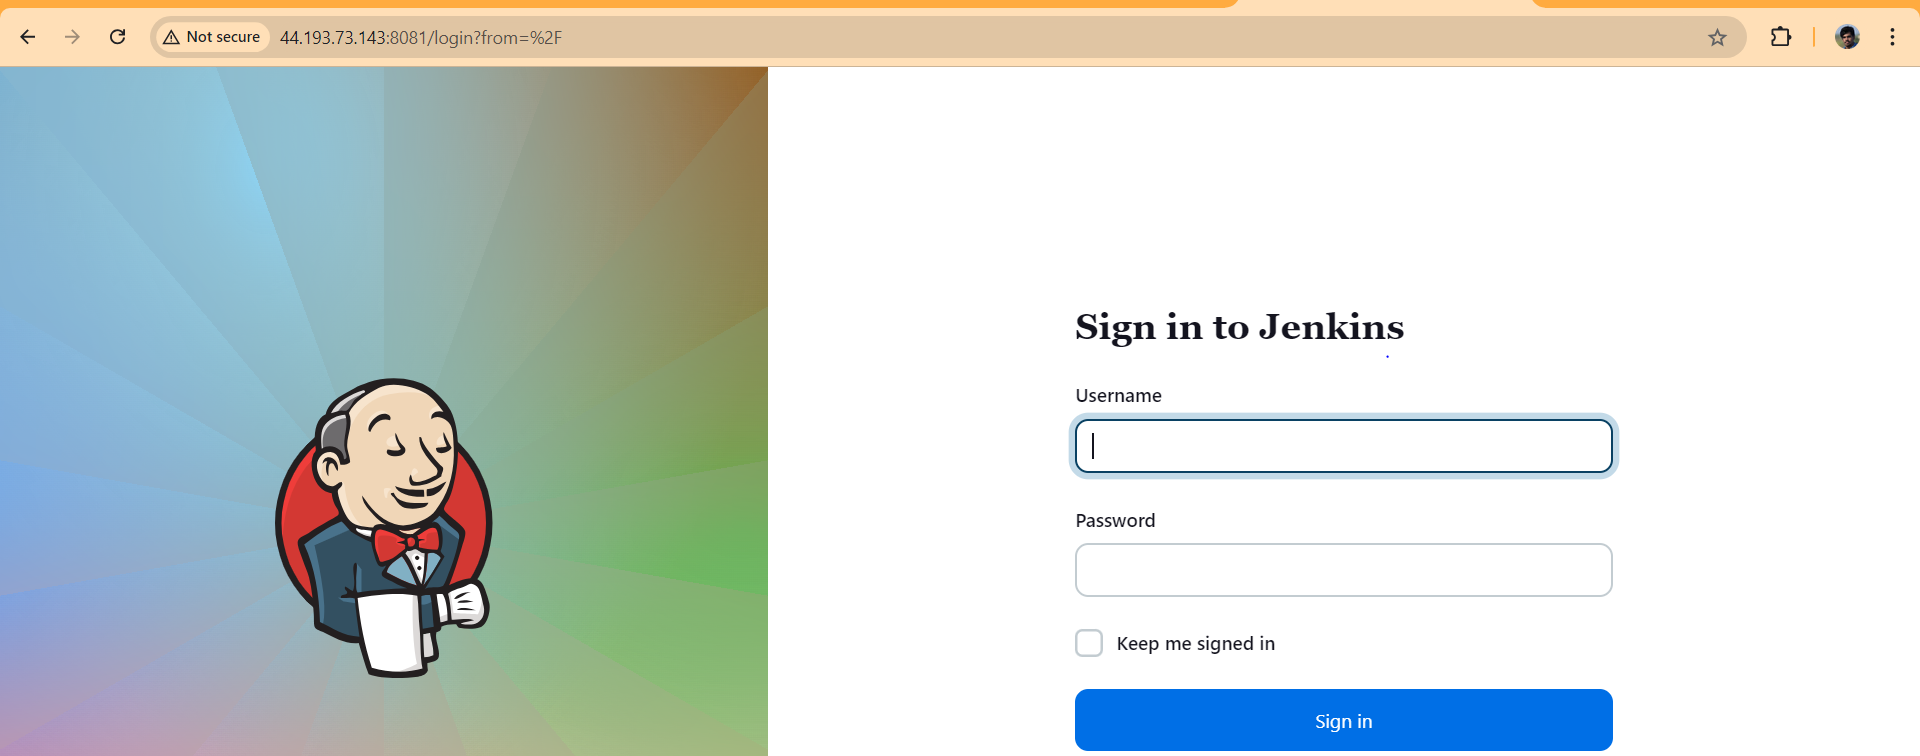 Not secure
44.193.73.143:8081/login?from=%2F
Sign in to Jenkins
Username
Password
Keep me signed in
Sign in